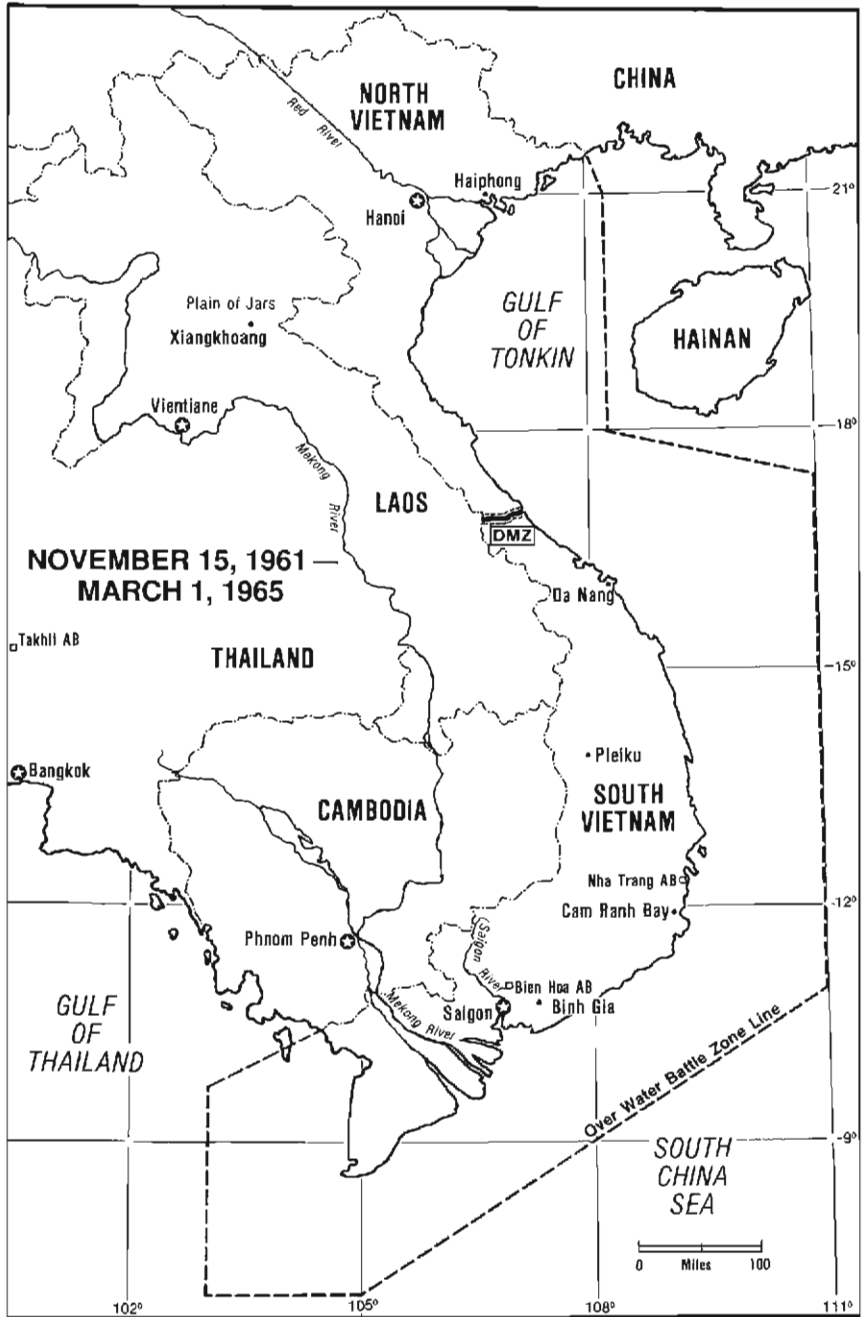 CHINA
NORTH
VIETNAM
Red River
Haiphong
Hanoi
21°
Plain of Jars
Xiangkhoang
GULF
OF
TONKIN
HAINAN
Vientiane
18°
Mekong
River
LAOS
DMZ
NOVEMBER 15, 1961 —
MARCH 1, 1965
Da Nang
Takhli AB
THAILAND
15°
Pleiku
Bangkok
CAMBODIA
SOUTH
VIETNAM
Nha Trang AB
12°
Cam Ranh Bay
Phnom Penh
(Saigon
River
Bien Hoa AB
Saigon
Binh Gia
Mekong River
GULF
OF
THAILAND
Over Water Battle Zone Line
9°
SOUTH
CHINA
SEA
0 Miles 100
102° 105° 108° 111°